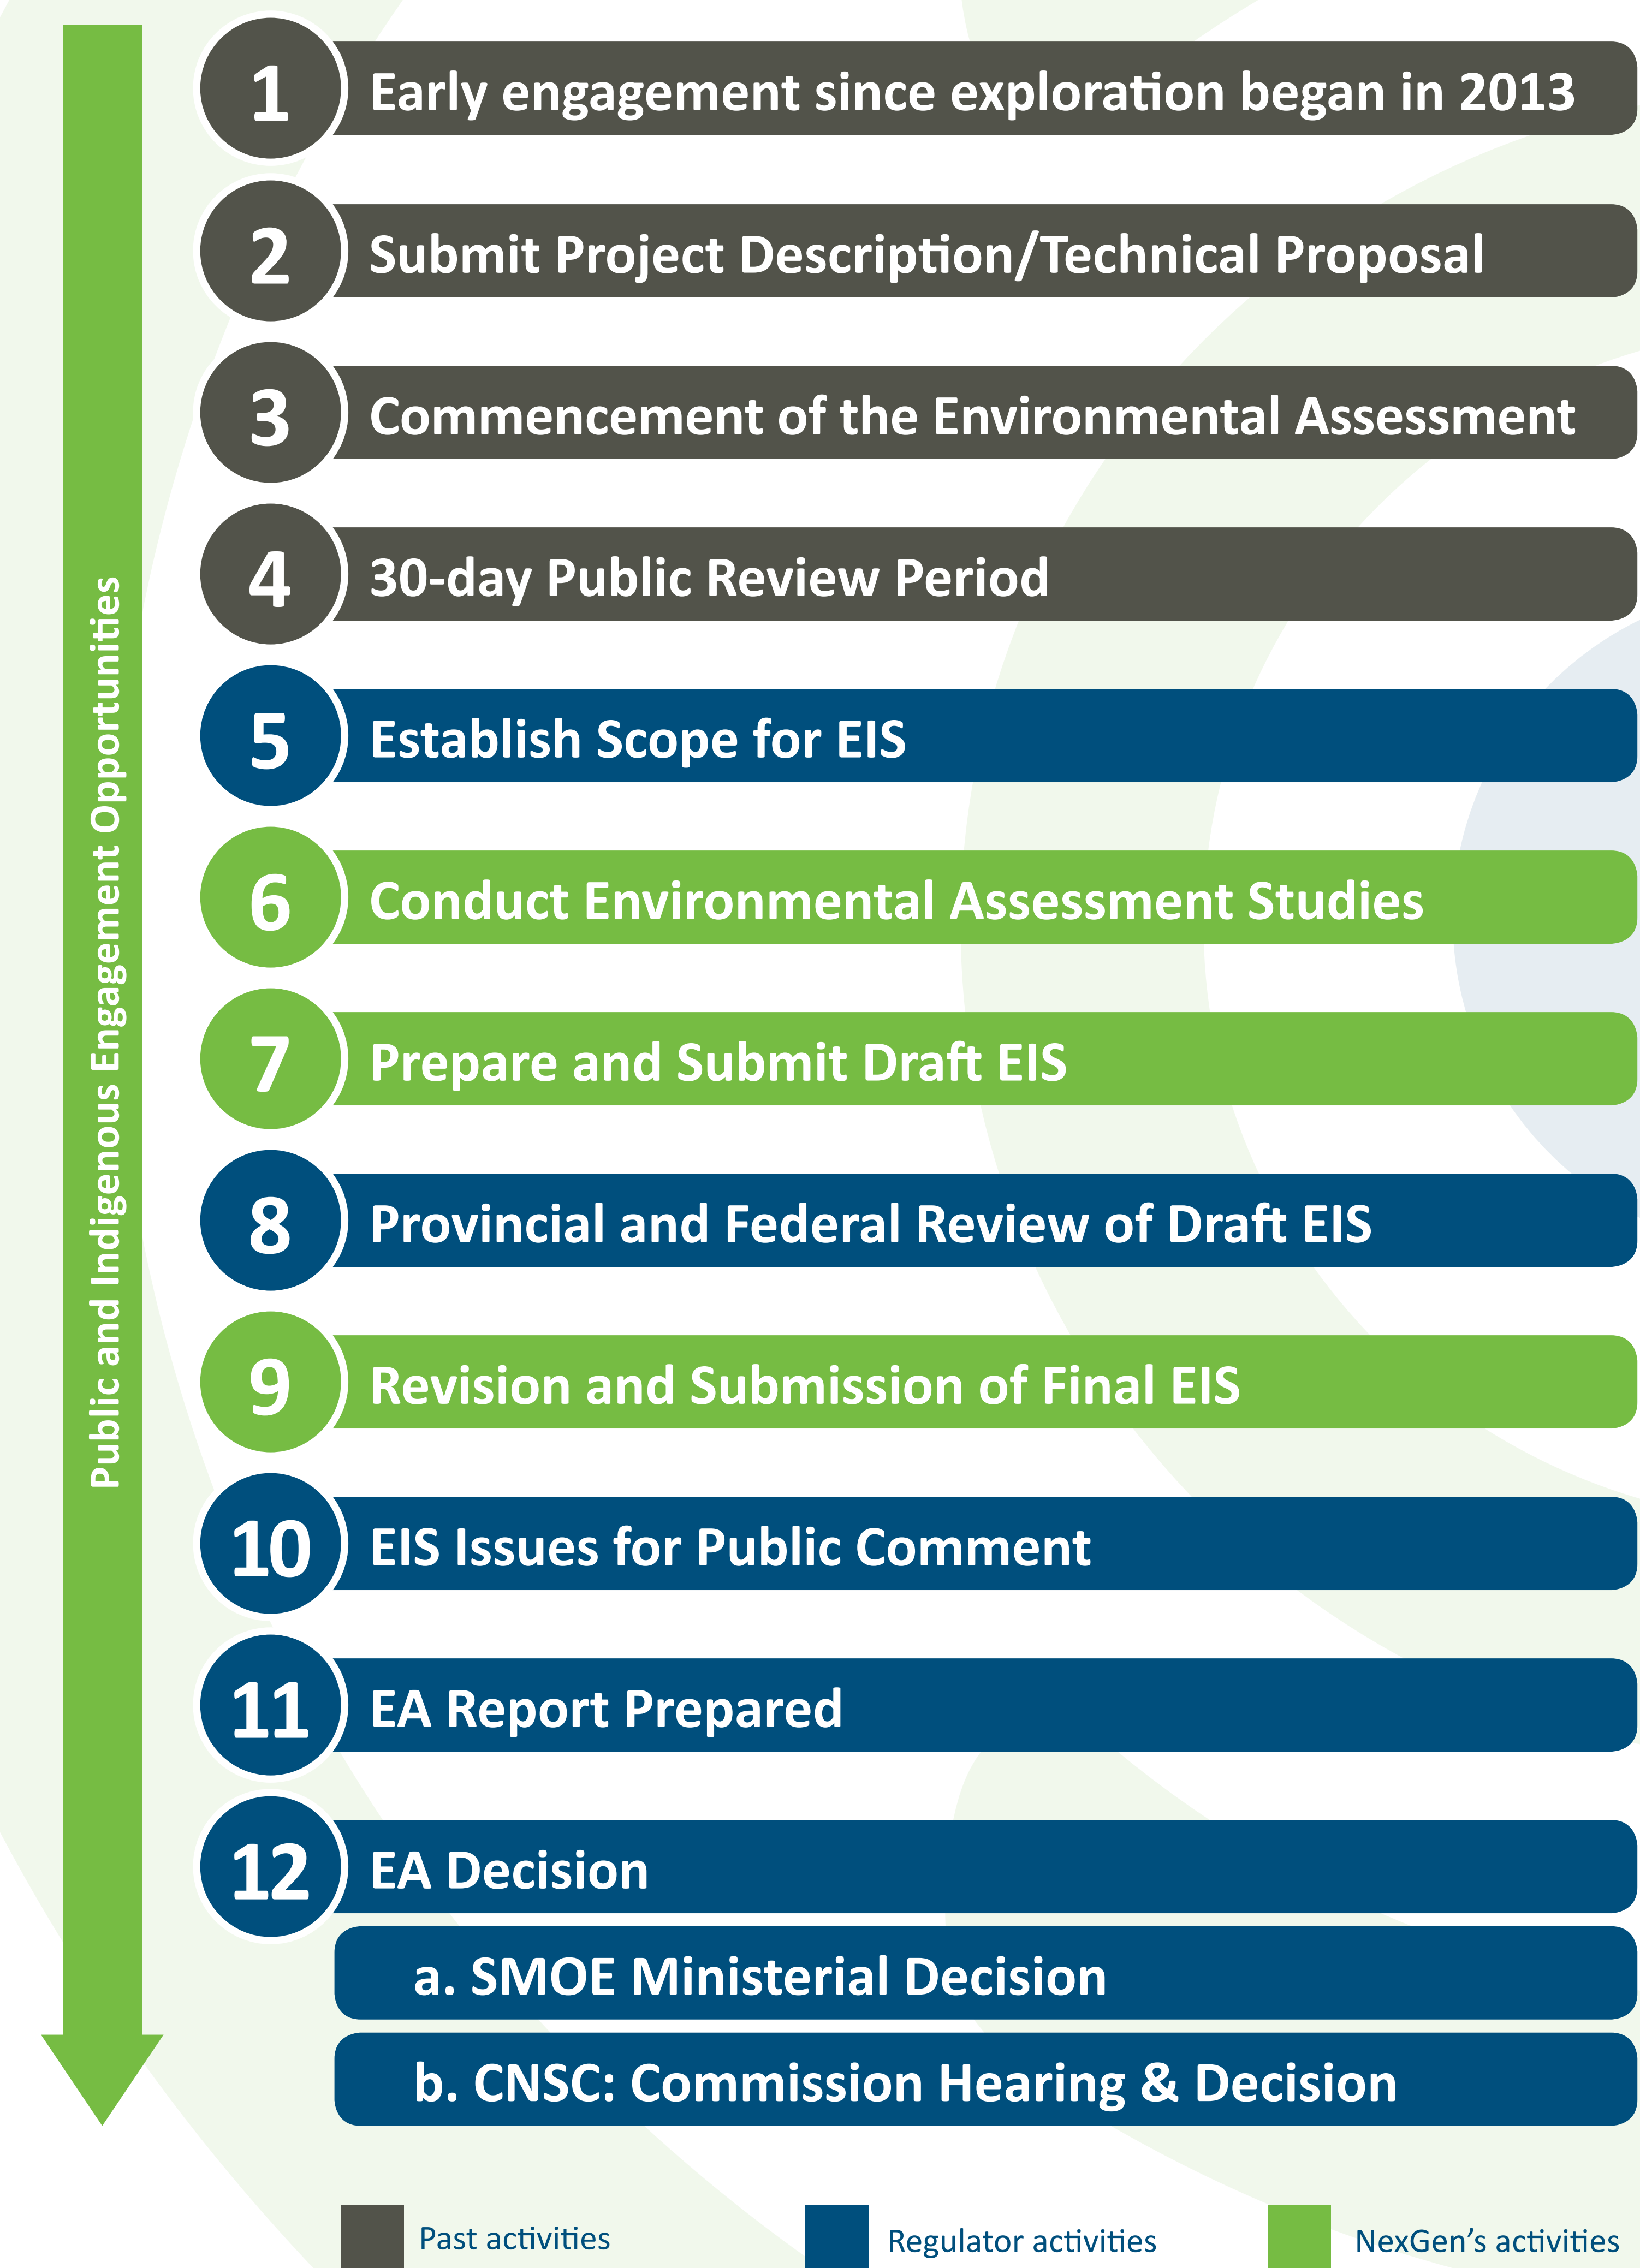 Public and Indigenous Engagement Opportunities
1 Early engagement since exploration began in 2013
2 Submit Project Description/Technical Proposal
3 Commencement of the Environmental Assessment
4 30-day Public Review Period
5 Establish Scope for EIS
6 Conduct Environmental Assessment Studies
7 Prepare and Submit Draft EIS
8 Provincial and Federal Review of Draft EIS
9 Revision and Submission of Final EIS
10 EIS Issues for Public Comment
11 EA Report Prepared
12 EA Decision
a. SMOE Ministerial Decision
b. CNSC: Commission Hearing & Decision
Past activities
Regulator activities
NexGen's activities